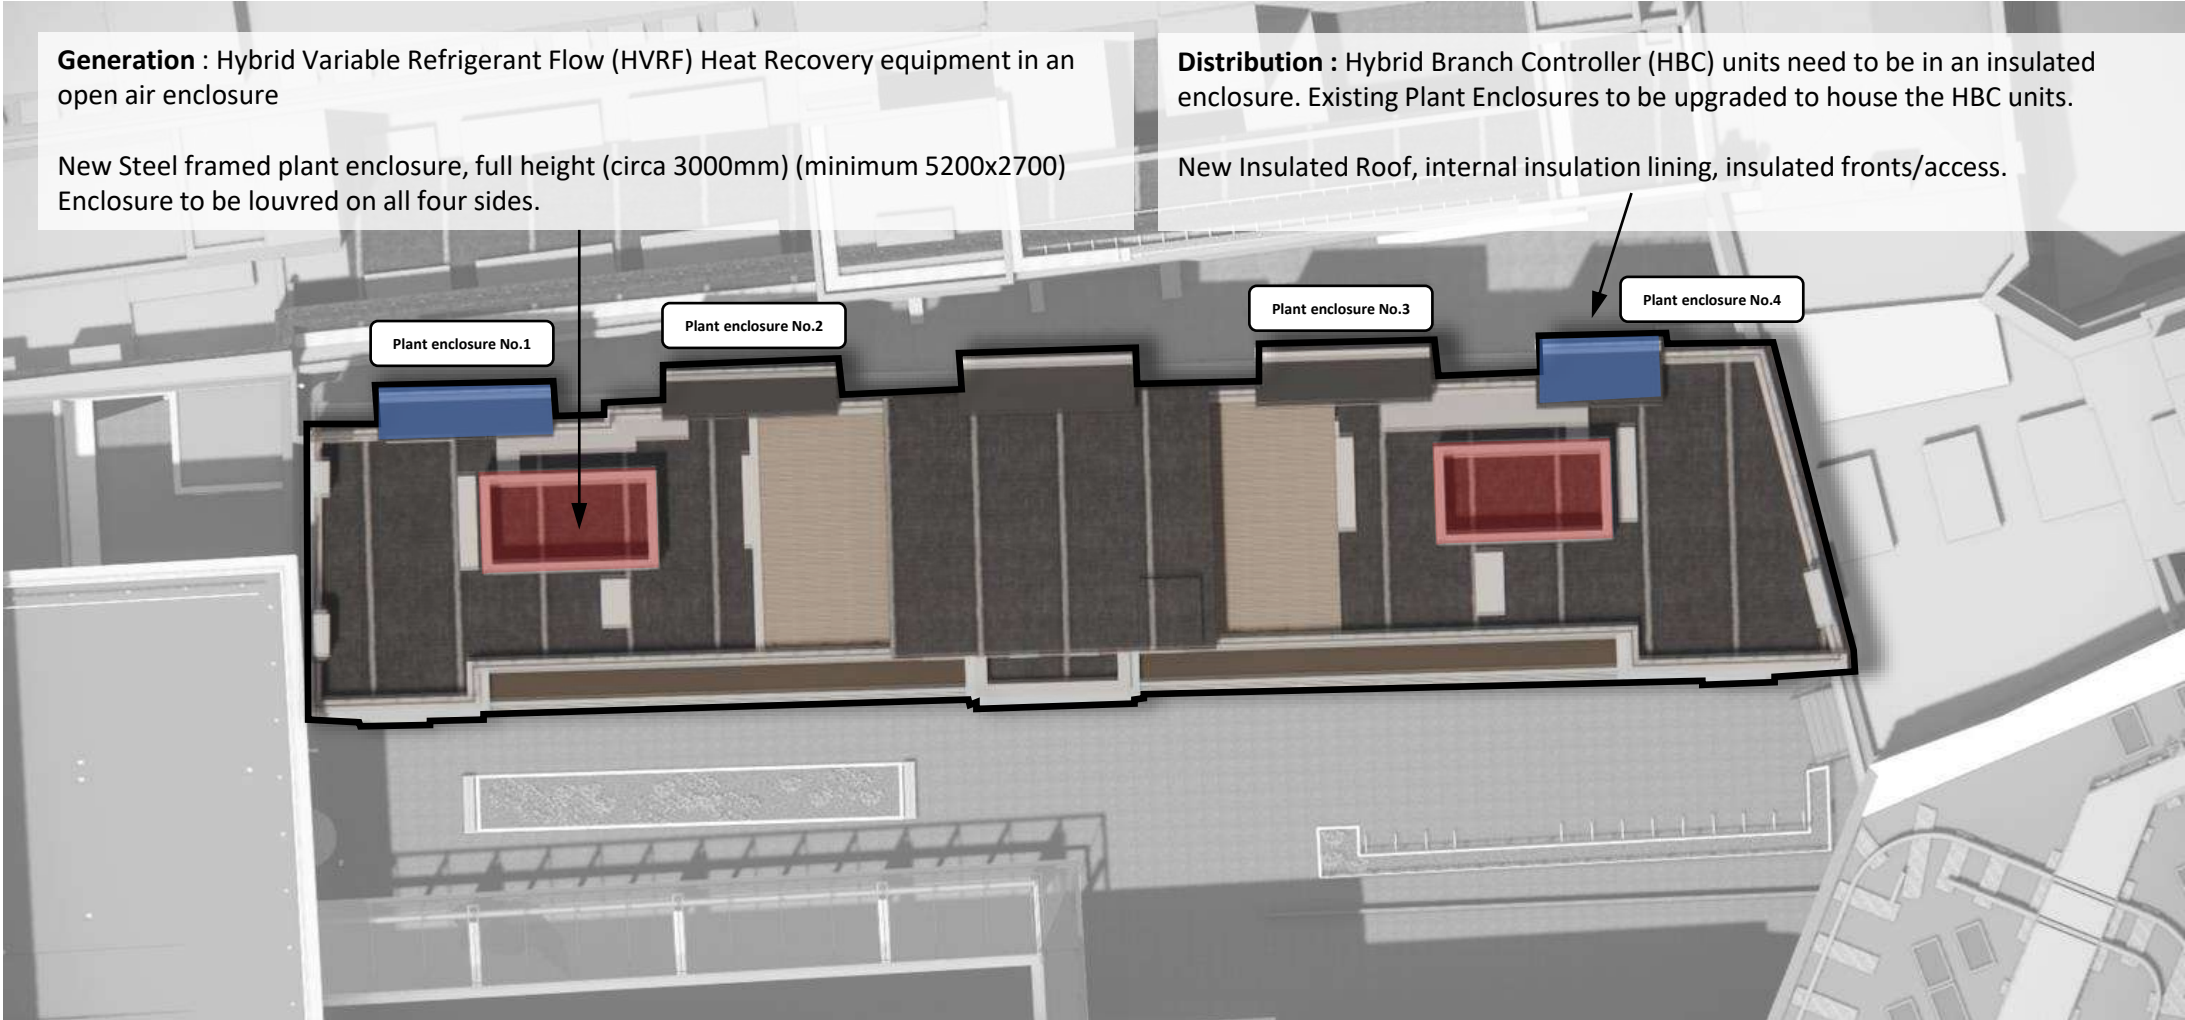 Generation : Hybrid Variable Refrigerant Flow (HVRF) Heat Recovery equipment in an
open air enclosure
New Steel framed plant enclosure, full height (circa 3000mm) (minimum 5200x2700)
Enclosure to be louvred on all four sides.
Distribution : Hybrid Branch Controller (HBC) units need to be in an insulated
enclosure. Existing Plant Enclosures to be upgraded to house the HBC units.
New Insulated Roof, internal insulation lining, insulated fronts/access.
Plant enclosure No.1
Plant enclosure No.2
Plant enclosure No.3
Plant enclosure No.4